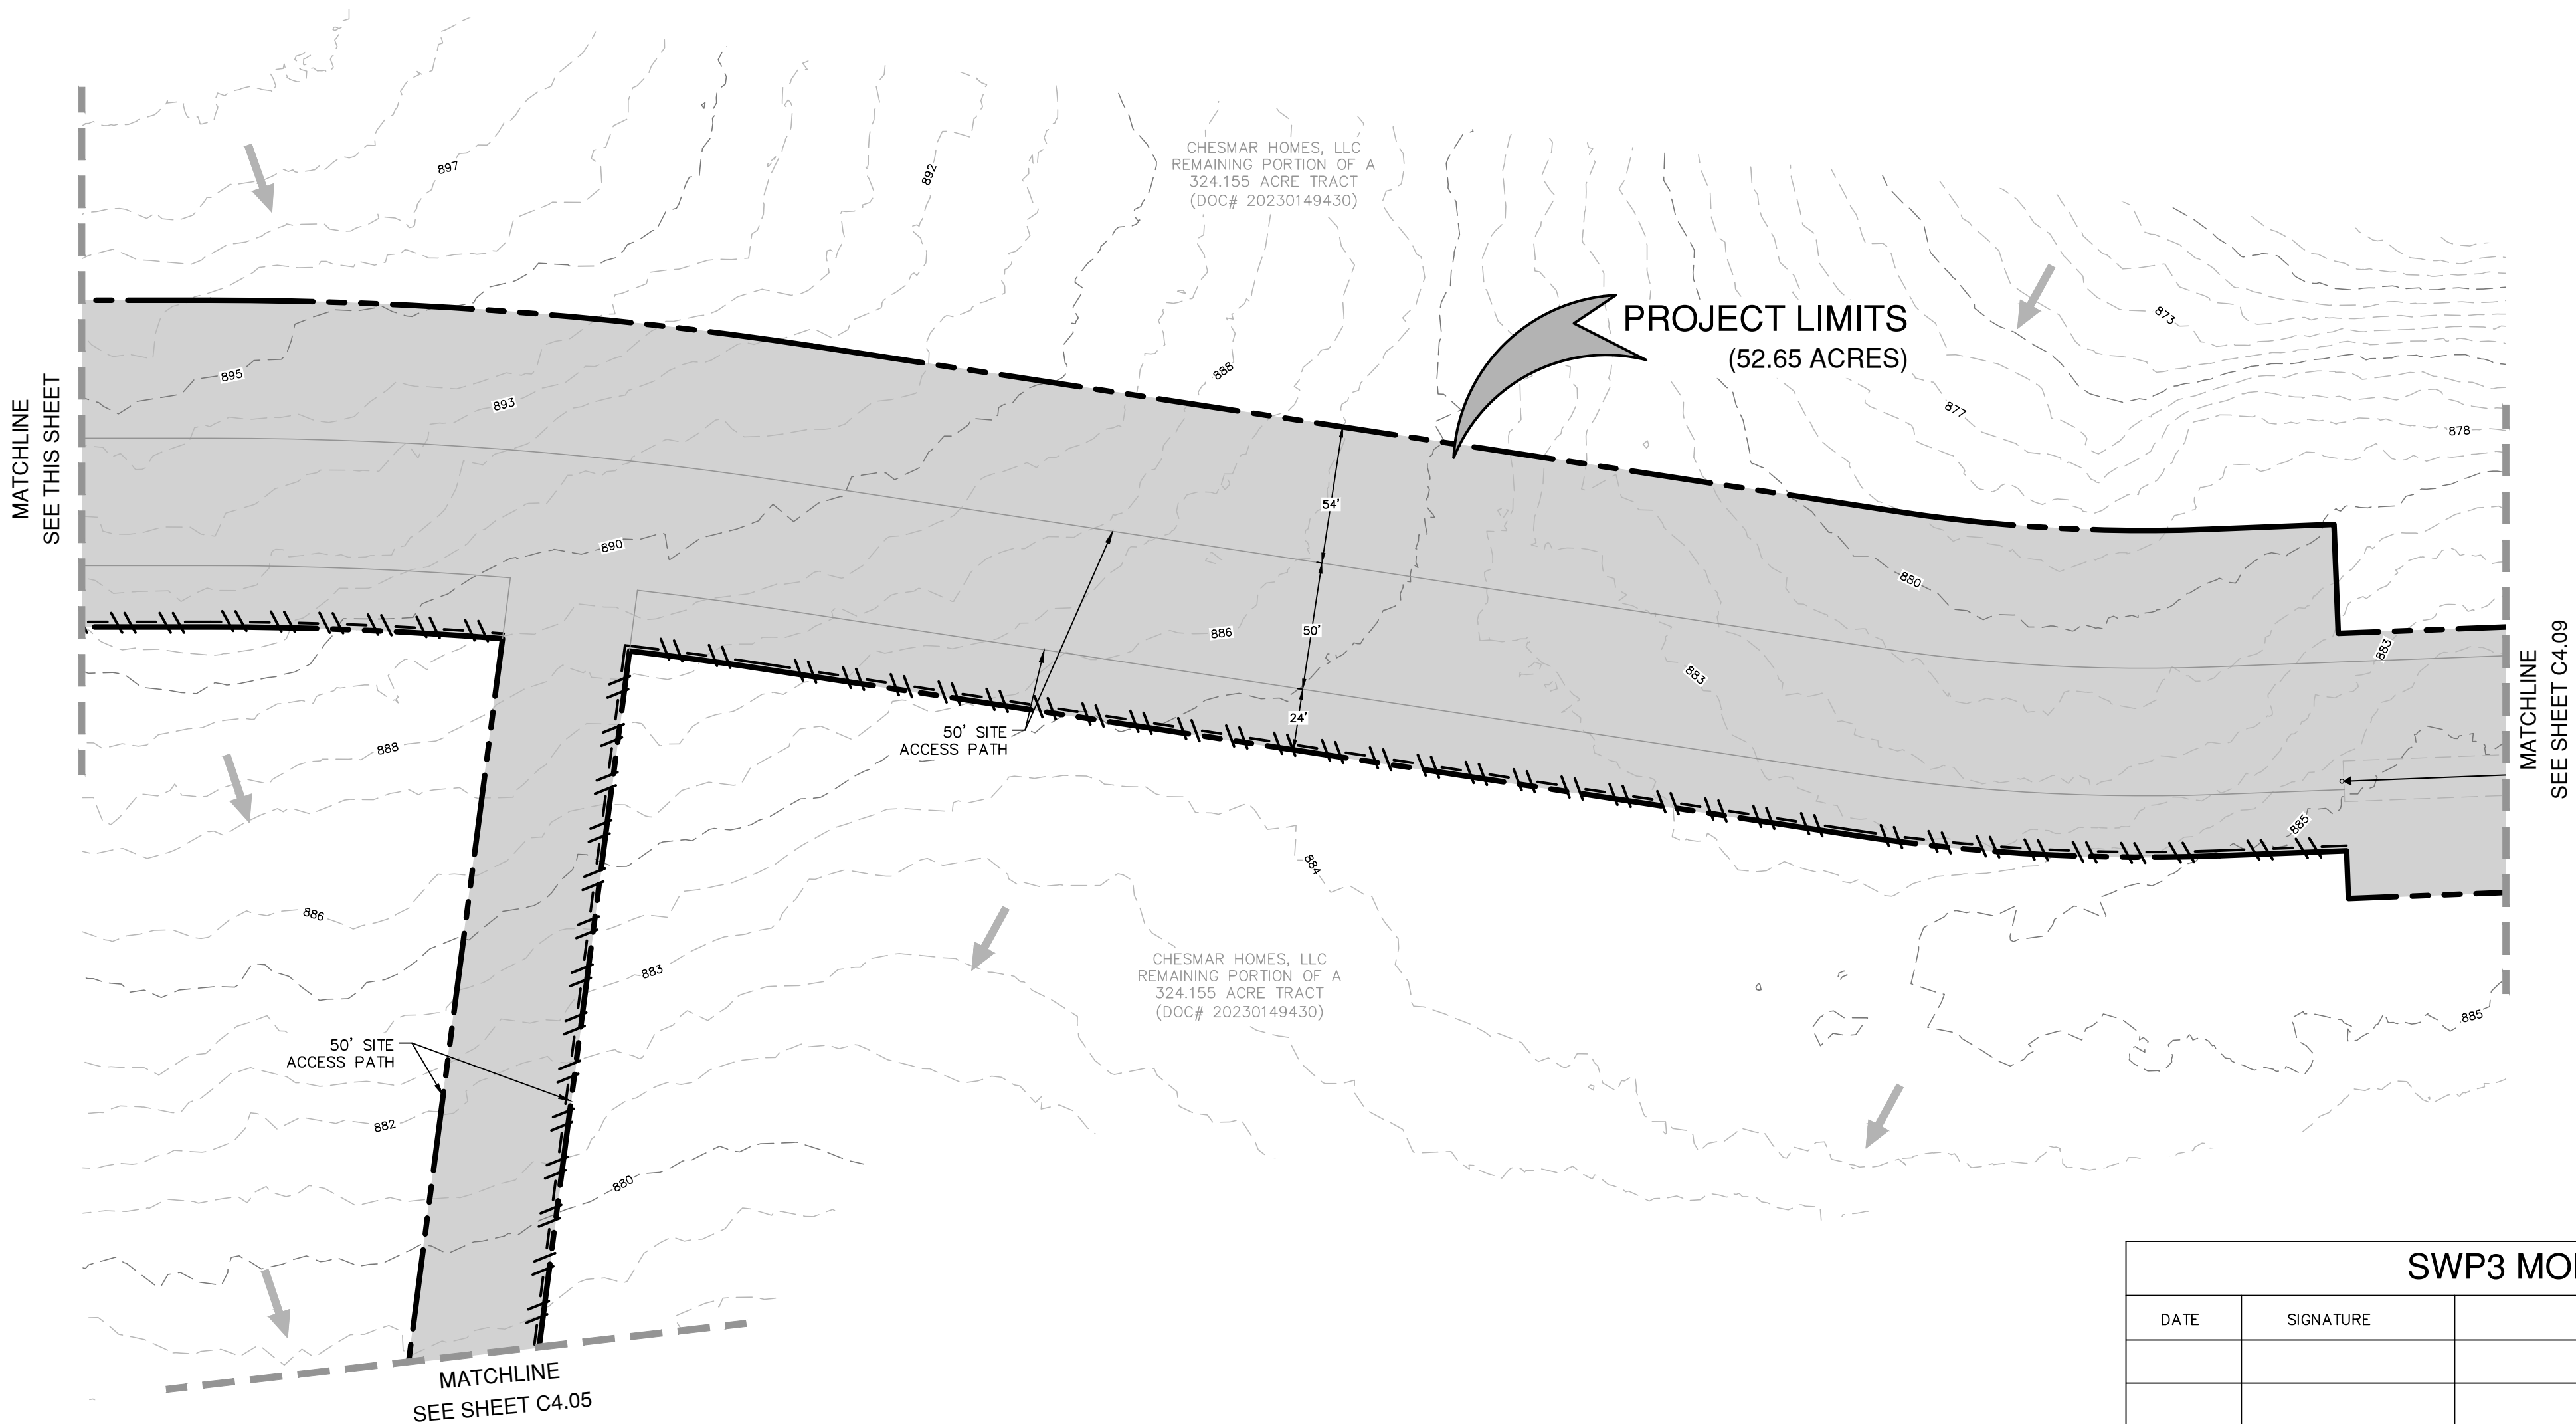 897
892
CHESMAR HOMES, LLC
REMAINING PORTION OF A
324.155 ACRE TRACT
(DOC# 20230149430)
PROJECT LIMITS
(52.65 ACRES)
873
MATCHLINE
SEE THIS SHEET
895
893
888
877
878
890
54'
880
50'
886
883
883
MATCHLINE
SEE SHEET C4.09
24'
50' SITE
ACCESS PATH
888
885
884
886
883
CHESMAR HOMES, LLC
REMAINING PORTION OF A
324.155 ACRE TRACT
(DOC# 20230149430)
885
50' SITE
ACCESS PATH
882
880
MATCHLINE
SEE SHEET C4.05
SWP3 MO
DATE SIGNATURE